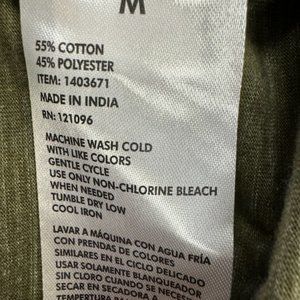 M
55% COTTON
45% POLYESTER
ITEM: 1403671
MADE IN INDIA
RN: 121096
MACHINE WASH COLD
WITH LIKE COLORS
GENTLE CYCLE
USE ONLY NON-CHLORINE BLEACH
WHEN NEEDED
TUMBLE DRY LOW
COOL IRON
LAVAR A MÁQUINA CON AGUA FRÍA
CON PRENDAS DE COLORES
SIMILARES EN EL CICLO DELICADO
USAR SOLAMENTE BLANQUEADOR
SIN CLORO CUANDO SE NECESITE
SECAR EN SECADORA A
TEMPERATURA